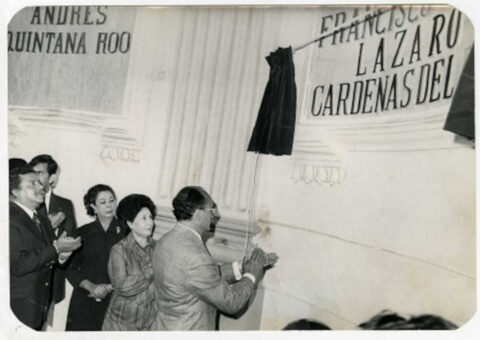 ANDRES
QUINTANA ROO
FRANCISCO
LAZARO
CARDENAS DEL